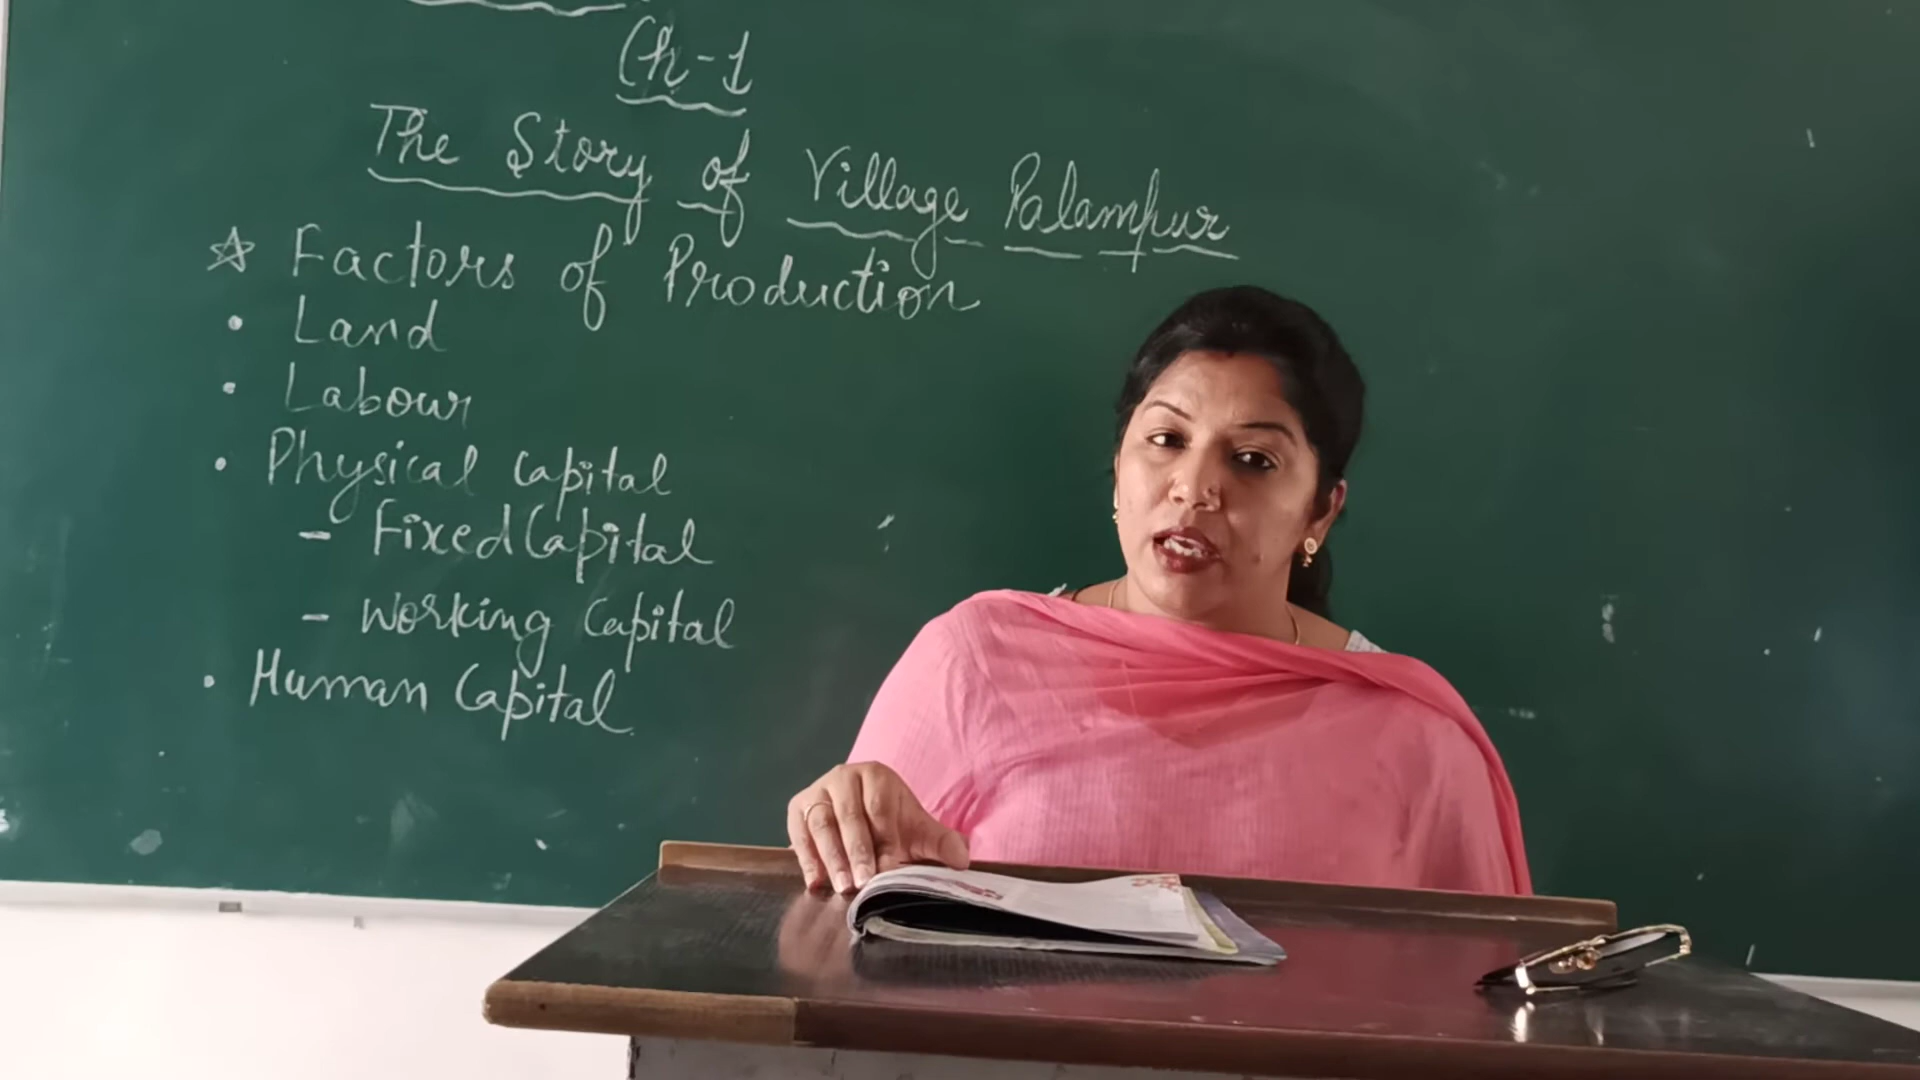 Ch-1
The Story of Village Palampur
☆ Factors of Production
• Land
• Labour
• Physical Capital
- Fixed Capital
- Working Capital
• Human Capital